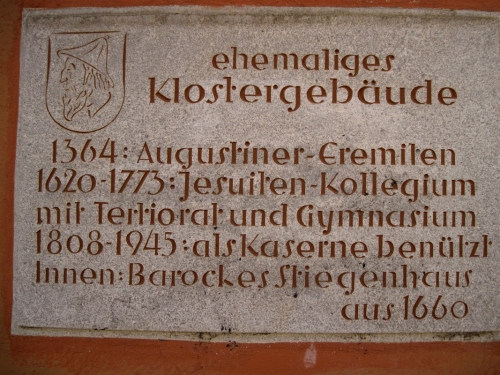 ehemaliges
Klostergebäude
1364: Augustiner-Eremiten
1620-1773: Jesuiten-Kollegium
mit Tertiorat und Gymnasium
1808-1945: als Kaserne benützt
Innen: Barockes Stiegenhaus
aus 1660